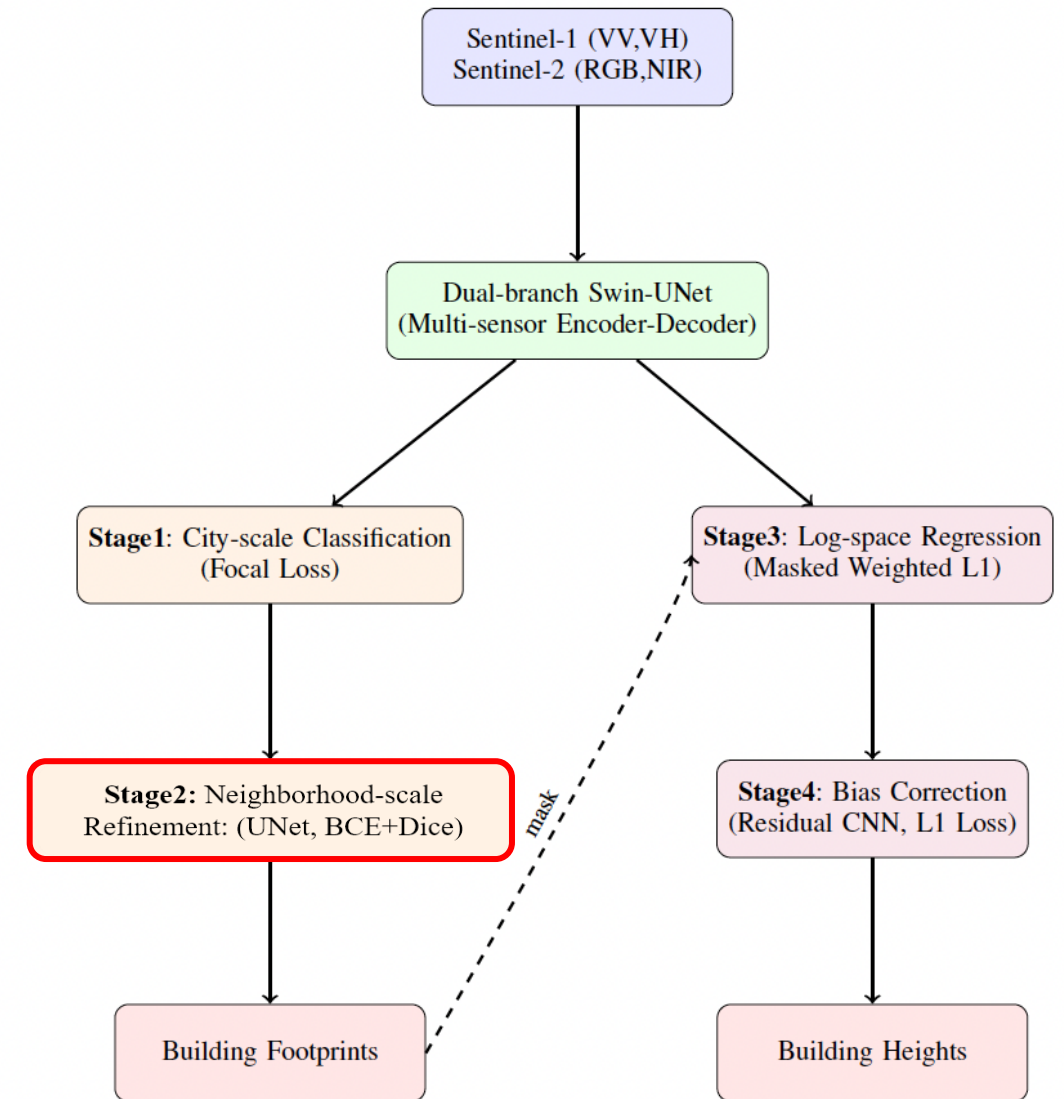 Sentinel-1 (VV,VH)
Sentinel-2 (RGB,NIR)
Dual-branch Swin-UNet
(Multi-sensor Encoder-Decoder)
Stage1: City-scale Classification
(Focal Loss)
Stage3: Log-space Regression
(Masked Weighted L1)
Stage2: Neighborhood-scale
Refinement: (UNet, BCE+Dice)
mask
Stage4: Bias Correction
(Residual CNN, L1 Loss)
Building Footprints
Building Heights